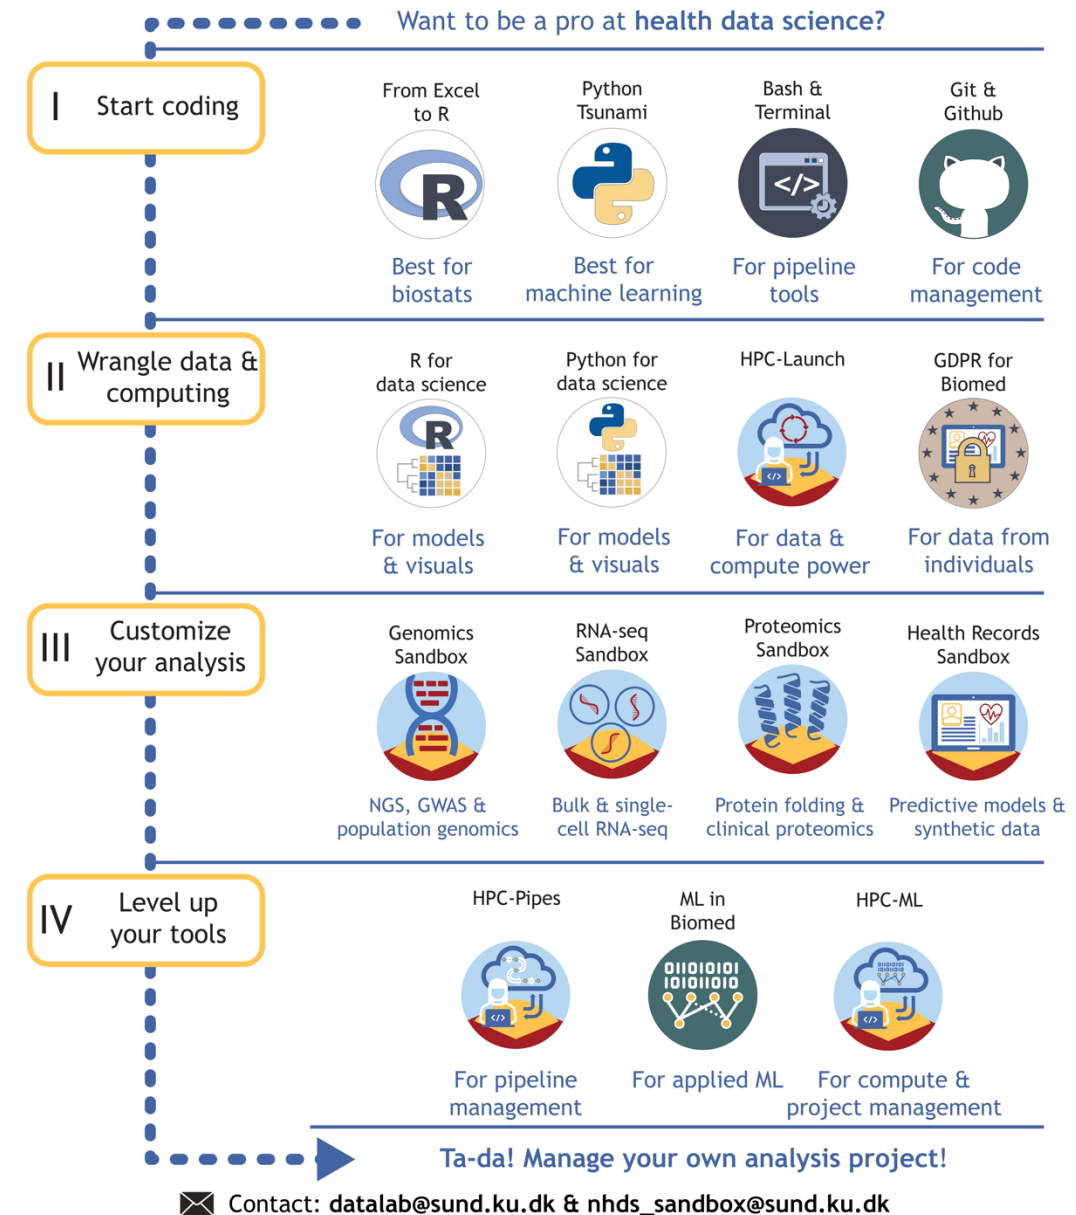 Want to be a pro at health data science?
I
Start coding
From Excel
to R
Python
Tsunami
Bash &
Terminal
Git &
Github
R
</>
Best for
biostats
Best for
machine learning
For pipeline
tools
For code
management
II
Wrangle data &
computing
R for
data science
Python for
data science
HPC-Launch
GDPR for
Biomed
R
</>
For models
& visuals
For models
& visuals
For data &
compute power
For data from
individuals
III
Customize
your analysis
Genomics
Sandbox
RNA-seq
Sandbox
Proteomics
Sandbox
Health Records
Sandbox
NGS, GWAS &
population genomics
Bulk & single-
cell RNA-seq
Protein folding &
clinical proteomics
Predictive models &
synthetic data
IV
Level up
your tools
HPC-Pipes
ML in
Biomed
HPC-ML
</>
011010101
101011010
</>
For pipeline
management
For applied ML
For compute &
project management
Ta-da! Manage your own analysis project!
Contact: datalab@sund.ku.dk & nhds_sandbox@sund.ku.dk